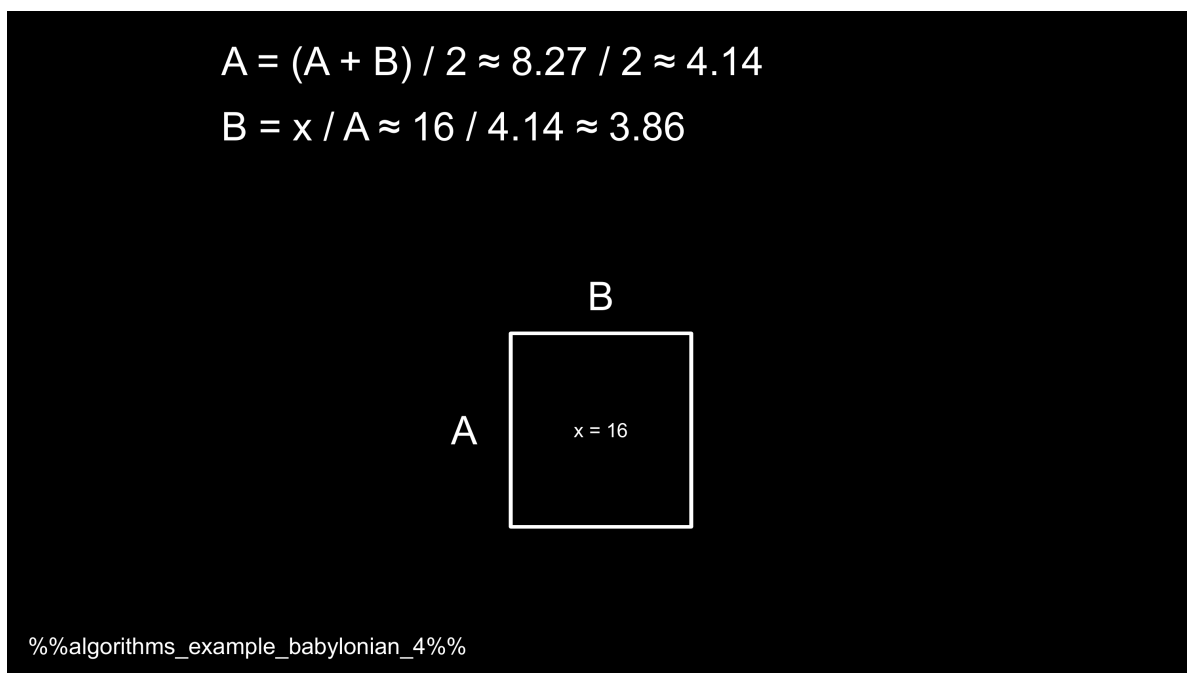 A = (A + B) / 2 ≈ 8.27 / 2 ≈ 4.14
B = x / A ≈ 16 / 4.14 ≈ 3.86
B
A
x = 16
%%algorithms_example_babylonian_4%%